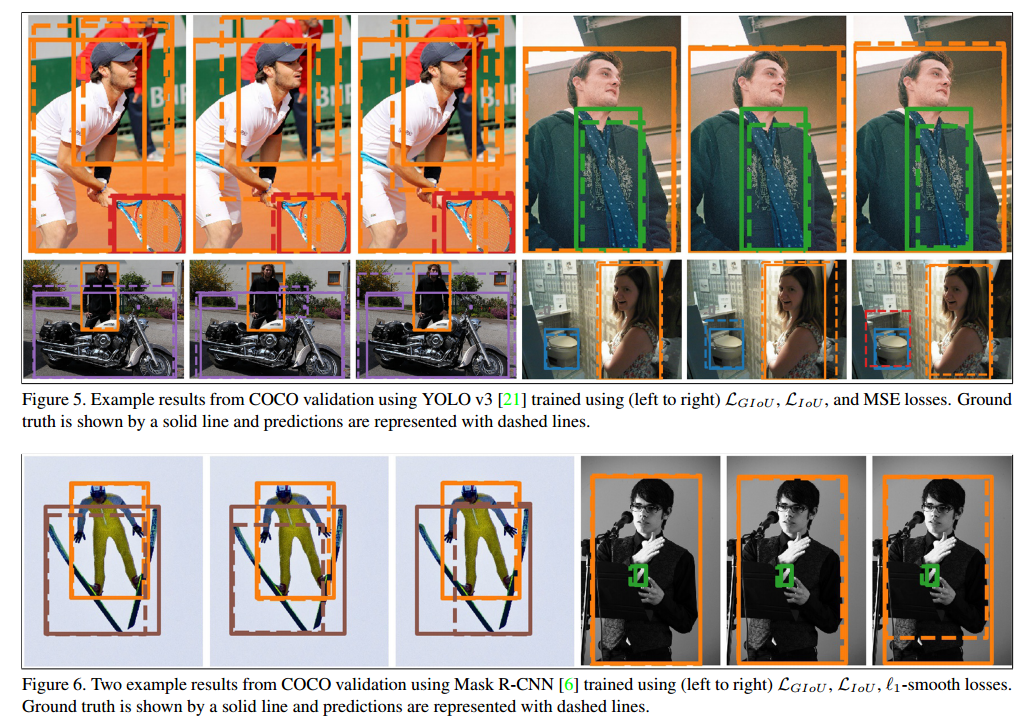 Figure 5. Example results from COCO validation using YOLO v3 [21] trained using (left to right) ℒ_GIoU, ℒ_IoU, and MSE losses. Ground
truth is shown by a solid line and predictions are represented with dashed lines.
Figure 6. Two example results from COCO validation using Mask R-CNN [6] trained using (left to right) ℒ_GIoU, ℒ_IoU, ℓ₁-smooth losses.
Ground truth is shown by a solid line and predictions are represented with dashed lines.